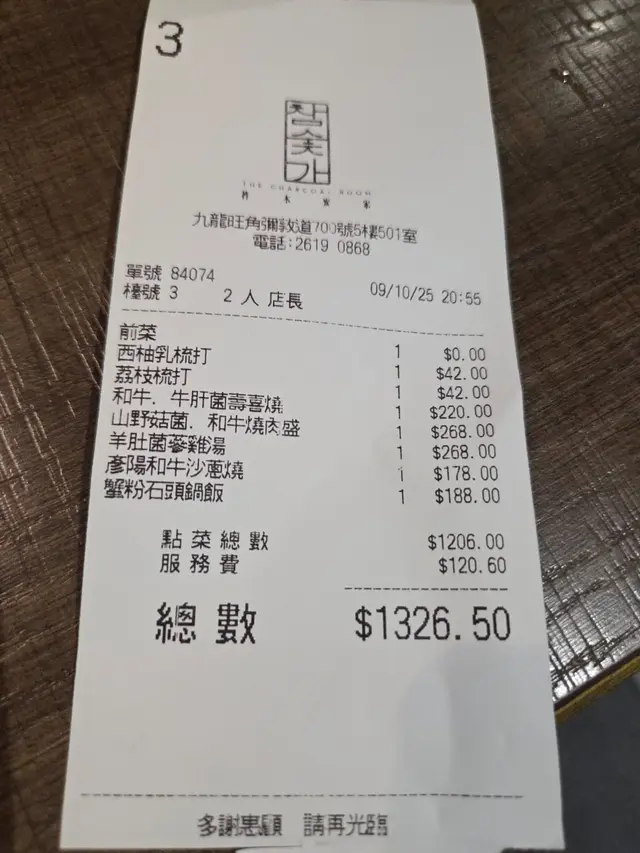 3
참숯가
THE CHARCOAL ROOM
九龍旺角彌敦道700號5樓501室
電話:2619 0868
單號 84074
檯號 3 2 人 店長 09/10/25 20:55
前菜 1 $0.00
西柚乳梳打 1 $42.00
荔枝梳打 1 $42.00
和牛．牛肝菌壽喜燒 1 $220.00
山野菇菌．和牛燒肉盛 1 $268.00
羊肚菌蔘雞湯 1 $268.00
彥陽和牛沙蔥燒 1 $178.00
蟹粉石頭鍋飯 1 $188.00
點菜總數 $1206.00
服務費 $120.60
總數 $1326.50
多謝惠顧 請再光臨